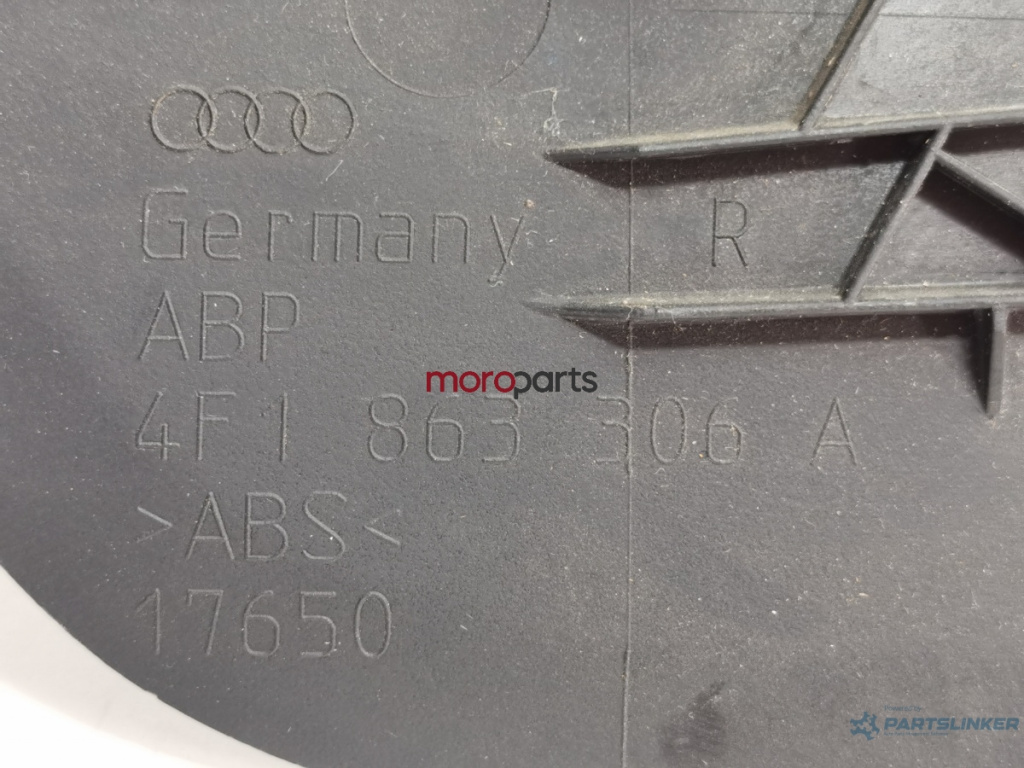 Germany R
ABP
moroparts
4F1 863 306 A
>ABS<
17650
PARTSLINKER